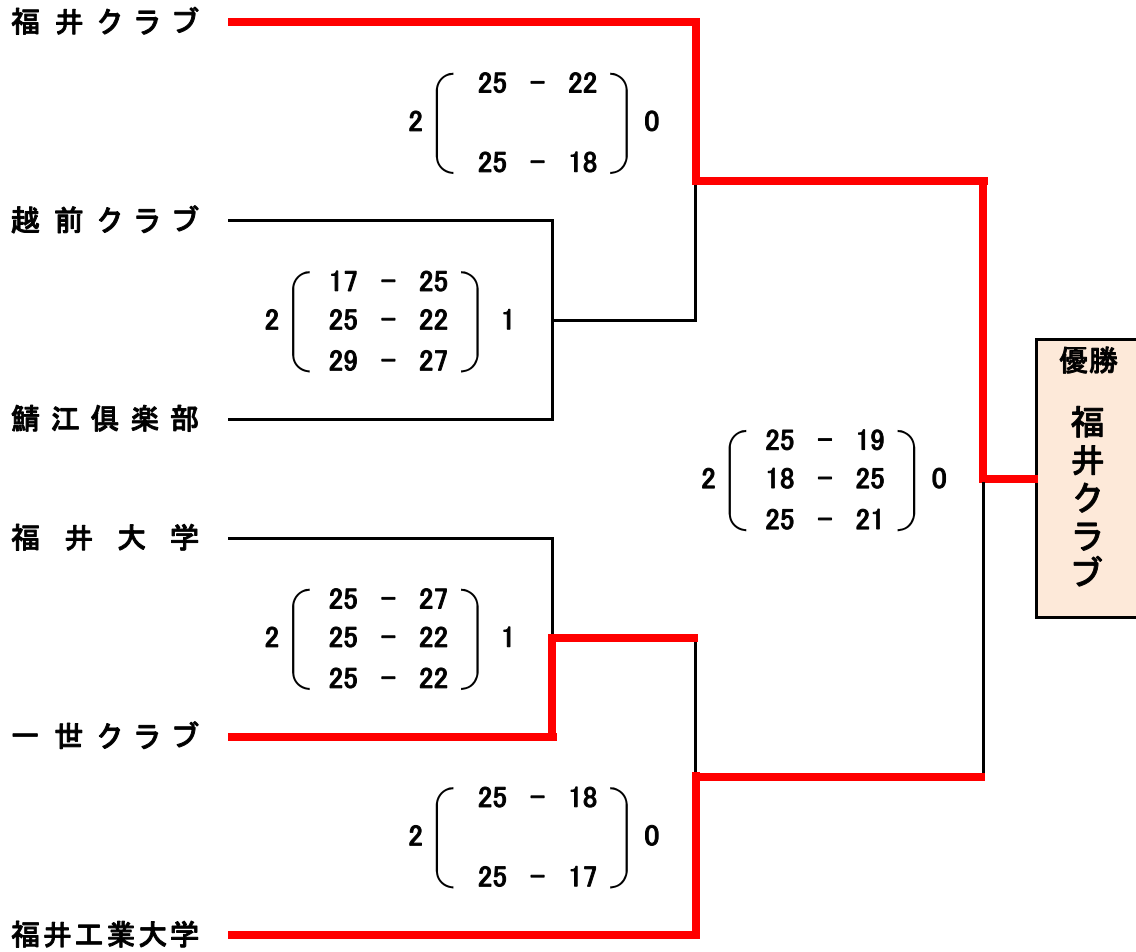 福井クラブ
25 － 22
2 0
25 － 18
越前クラブ
17 － 25
2 25 － 22 1
29 － 27
鯖江倶楽部
優勝
福井クラブ
25 － 19
2 18 － 25 0
25 － 21
福井大学
25 － 27
2 25 － 22 1
25 － 22
一世クラブ
25 － 18
2 0
25 － 17
福井工業大学